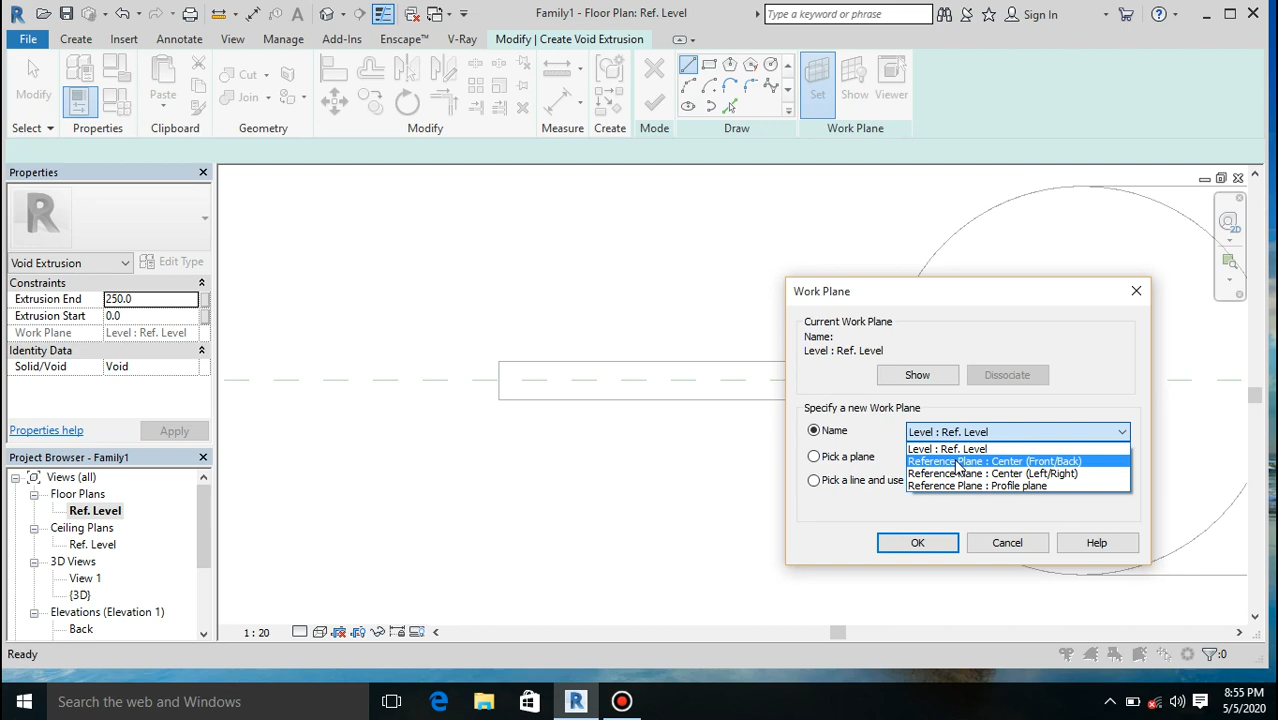 Family1 - Floor Plan: Ref. Level
Type a keyword or phrase
Sign In
File
Create
Insert
Annotate
View
Manage
Add-Ins
Enscape™
V-Ray
Modify | Create Void Extrusion
Modify
Paste
Cut
Join
Create
Set
Show
Viewer
Select
Properties
Clipboard
Geometry
Modify
Measure
Create
Mode
Draw
Work Plane
Properties
Void Extrusion
Edit Type
Constraints
Extrusion End 250.0
Extrusion Start 0.0
Work Plane Level : Ref. Level
Identity Data
Solid/Void Void
Properties help
Apply
Project Browser - Family1
Views (all)
Floor Plans
Ref. Level
Ceiling Plans
Ref. Level
3D Views
View 1
{3D}
Elevations (Elevation 1)
Back
2D
Work Plane
Current Work Plane
Name:
Level : Ref. Level
Show
Dissociate
Specify a new Work Plane
Name
Level : Ref. Level
Level : Ref. Level
Pick a plane
Reference Plane : Center (Front/Back)
Reference Plane : Center (Left/Right)
Pick a line and use
Reference Plane : Profile plane
OK
Cancel
Help
1 : 20
Ready
:0
Search the web and Windows
8:55 PM
5/5/2020